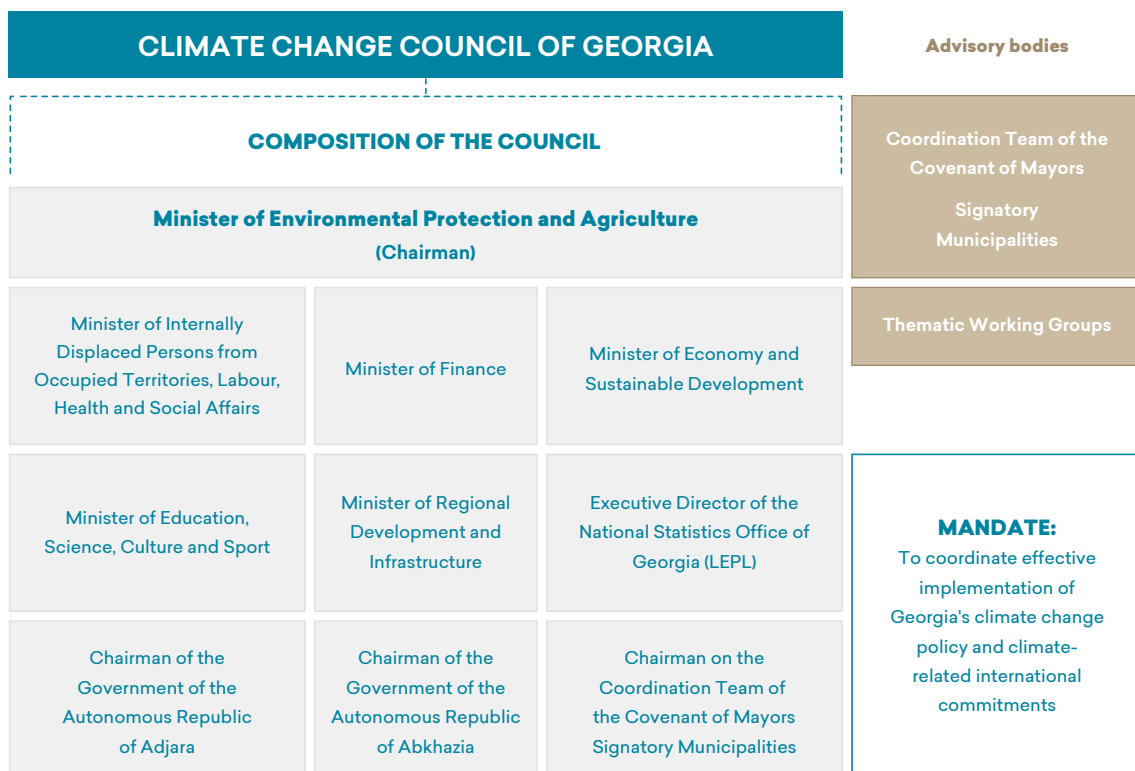 CLIMATE CHANGE COUNCIL OF GEORGIA
Advisory bodies
COMPOSITION OF THE COUNCIL
Coordination Team of the
Covenant of Mayors
Signatory
Municipalities
Minister of Environmental Protection and Agriculture
(Chairman)
Thematic Working Groups
Minister of Internally
Displaced Persons from
Occupied Territories, Labour,
Health and Social Affairs
Minister of Finance
Minister of Economy and
Sustainable Development
Minister of Education,
Science, Culture and Sport
Minister of Regional
Development and
Infrastructure
Executive Director of the
National Statistics Office of
Georgia (LEPL)
MANDATE:
To coordinate effective
implementation of
Georgia's climate change
policy and climate-
related international
commitments
Chairman of the
Government of the
Autonomous Republic
of Adjara
Chairman of the
Government of the
Autonomous Republic
of Abkhazia
Chairman on the
Coordination Team of
the Covenant of Mayors
Signatory Municipalities